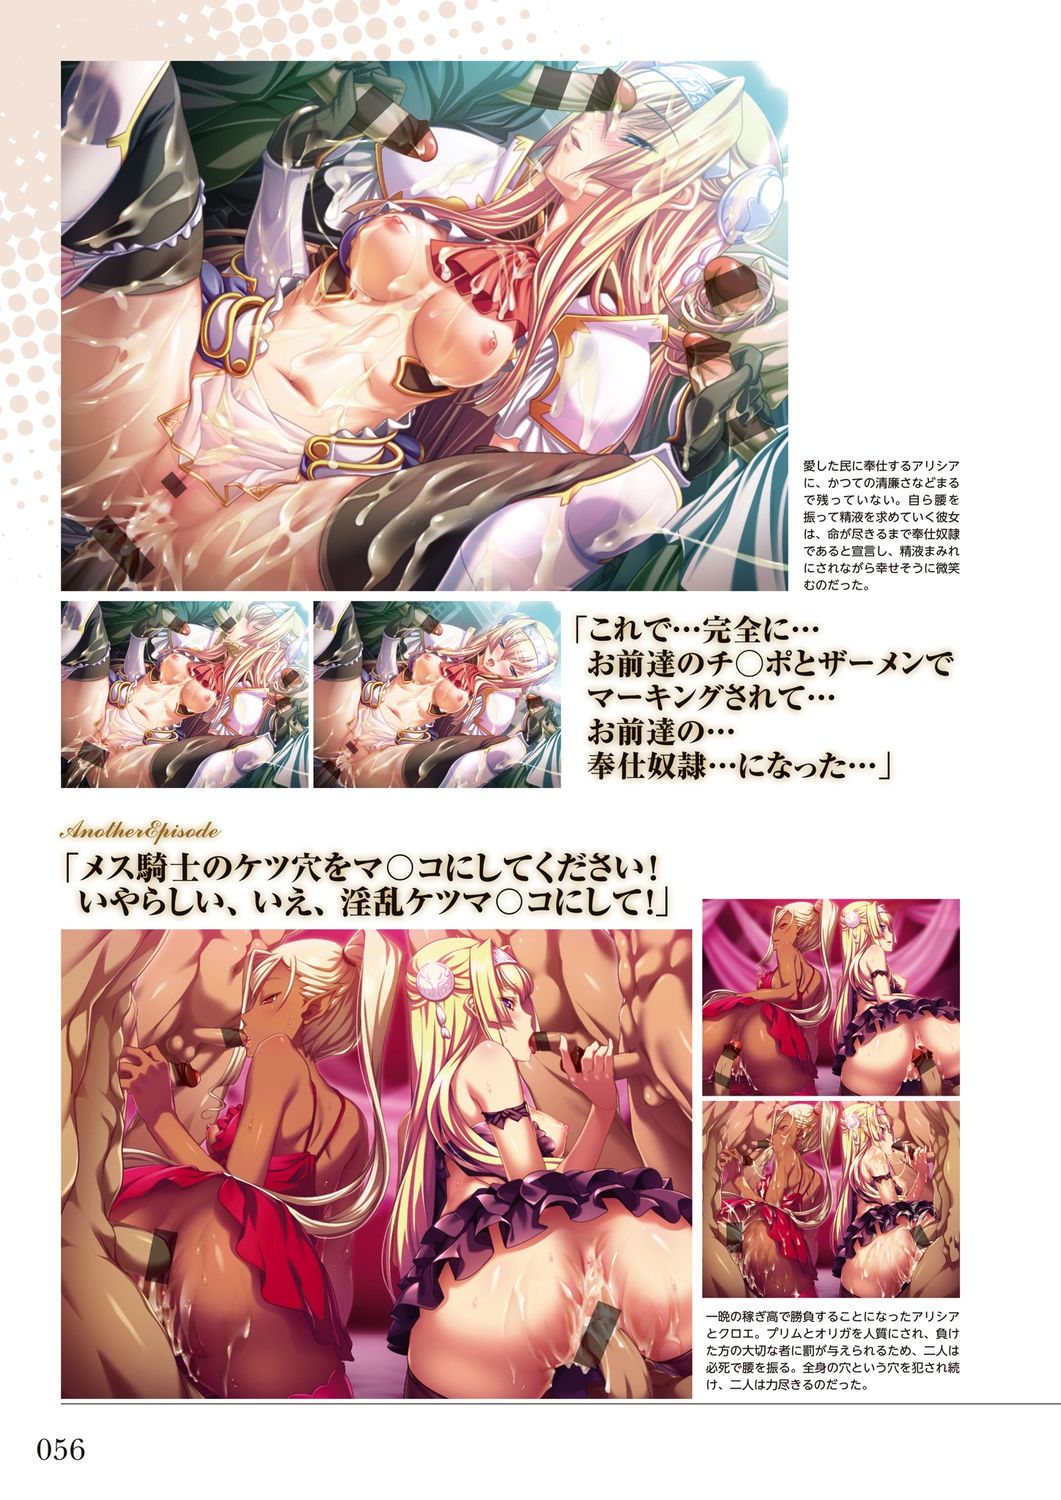 愛した民に奉仕するアリシア
に、かつての清廉さなどまる
で残っていない。自ら腰を
振って精液を求めていく彼女
は、命が尽きるまで奉仕奴隷
であると宣言し、精液まみれ
にされながら幸せそうに微笑
むのだった。
「これで…完全に…
お前達のチ○ポとザーメンで
マーキングされて…
お前達の…
奉仕奴隷…になった…」
AnotherEpisode
「メス騎士のケツ穴をマ○コにしてください！
いやらしい、いえ、淫乱ケツマ○コにして！」
一晩の稼ぎ高で勝負することになったアリシア
とクロエ。プリムとオリガを人質にされ、負け
た方の大切な者に罰が与えられるため、二人は
必死で腰を振る。全身の穴という穴を犯され続
け、二人は力尽きるのだった。
056